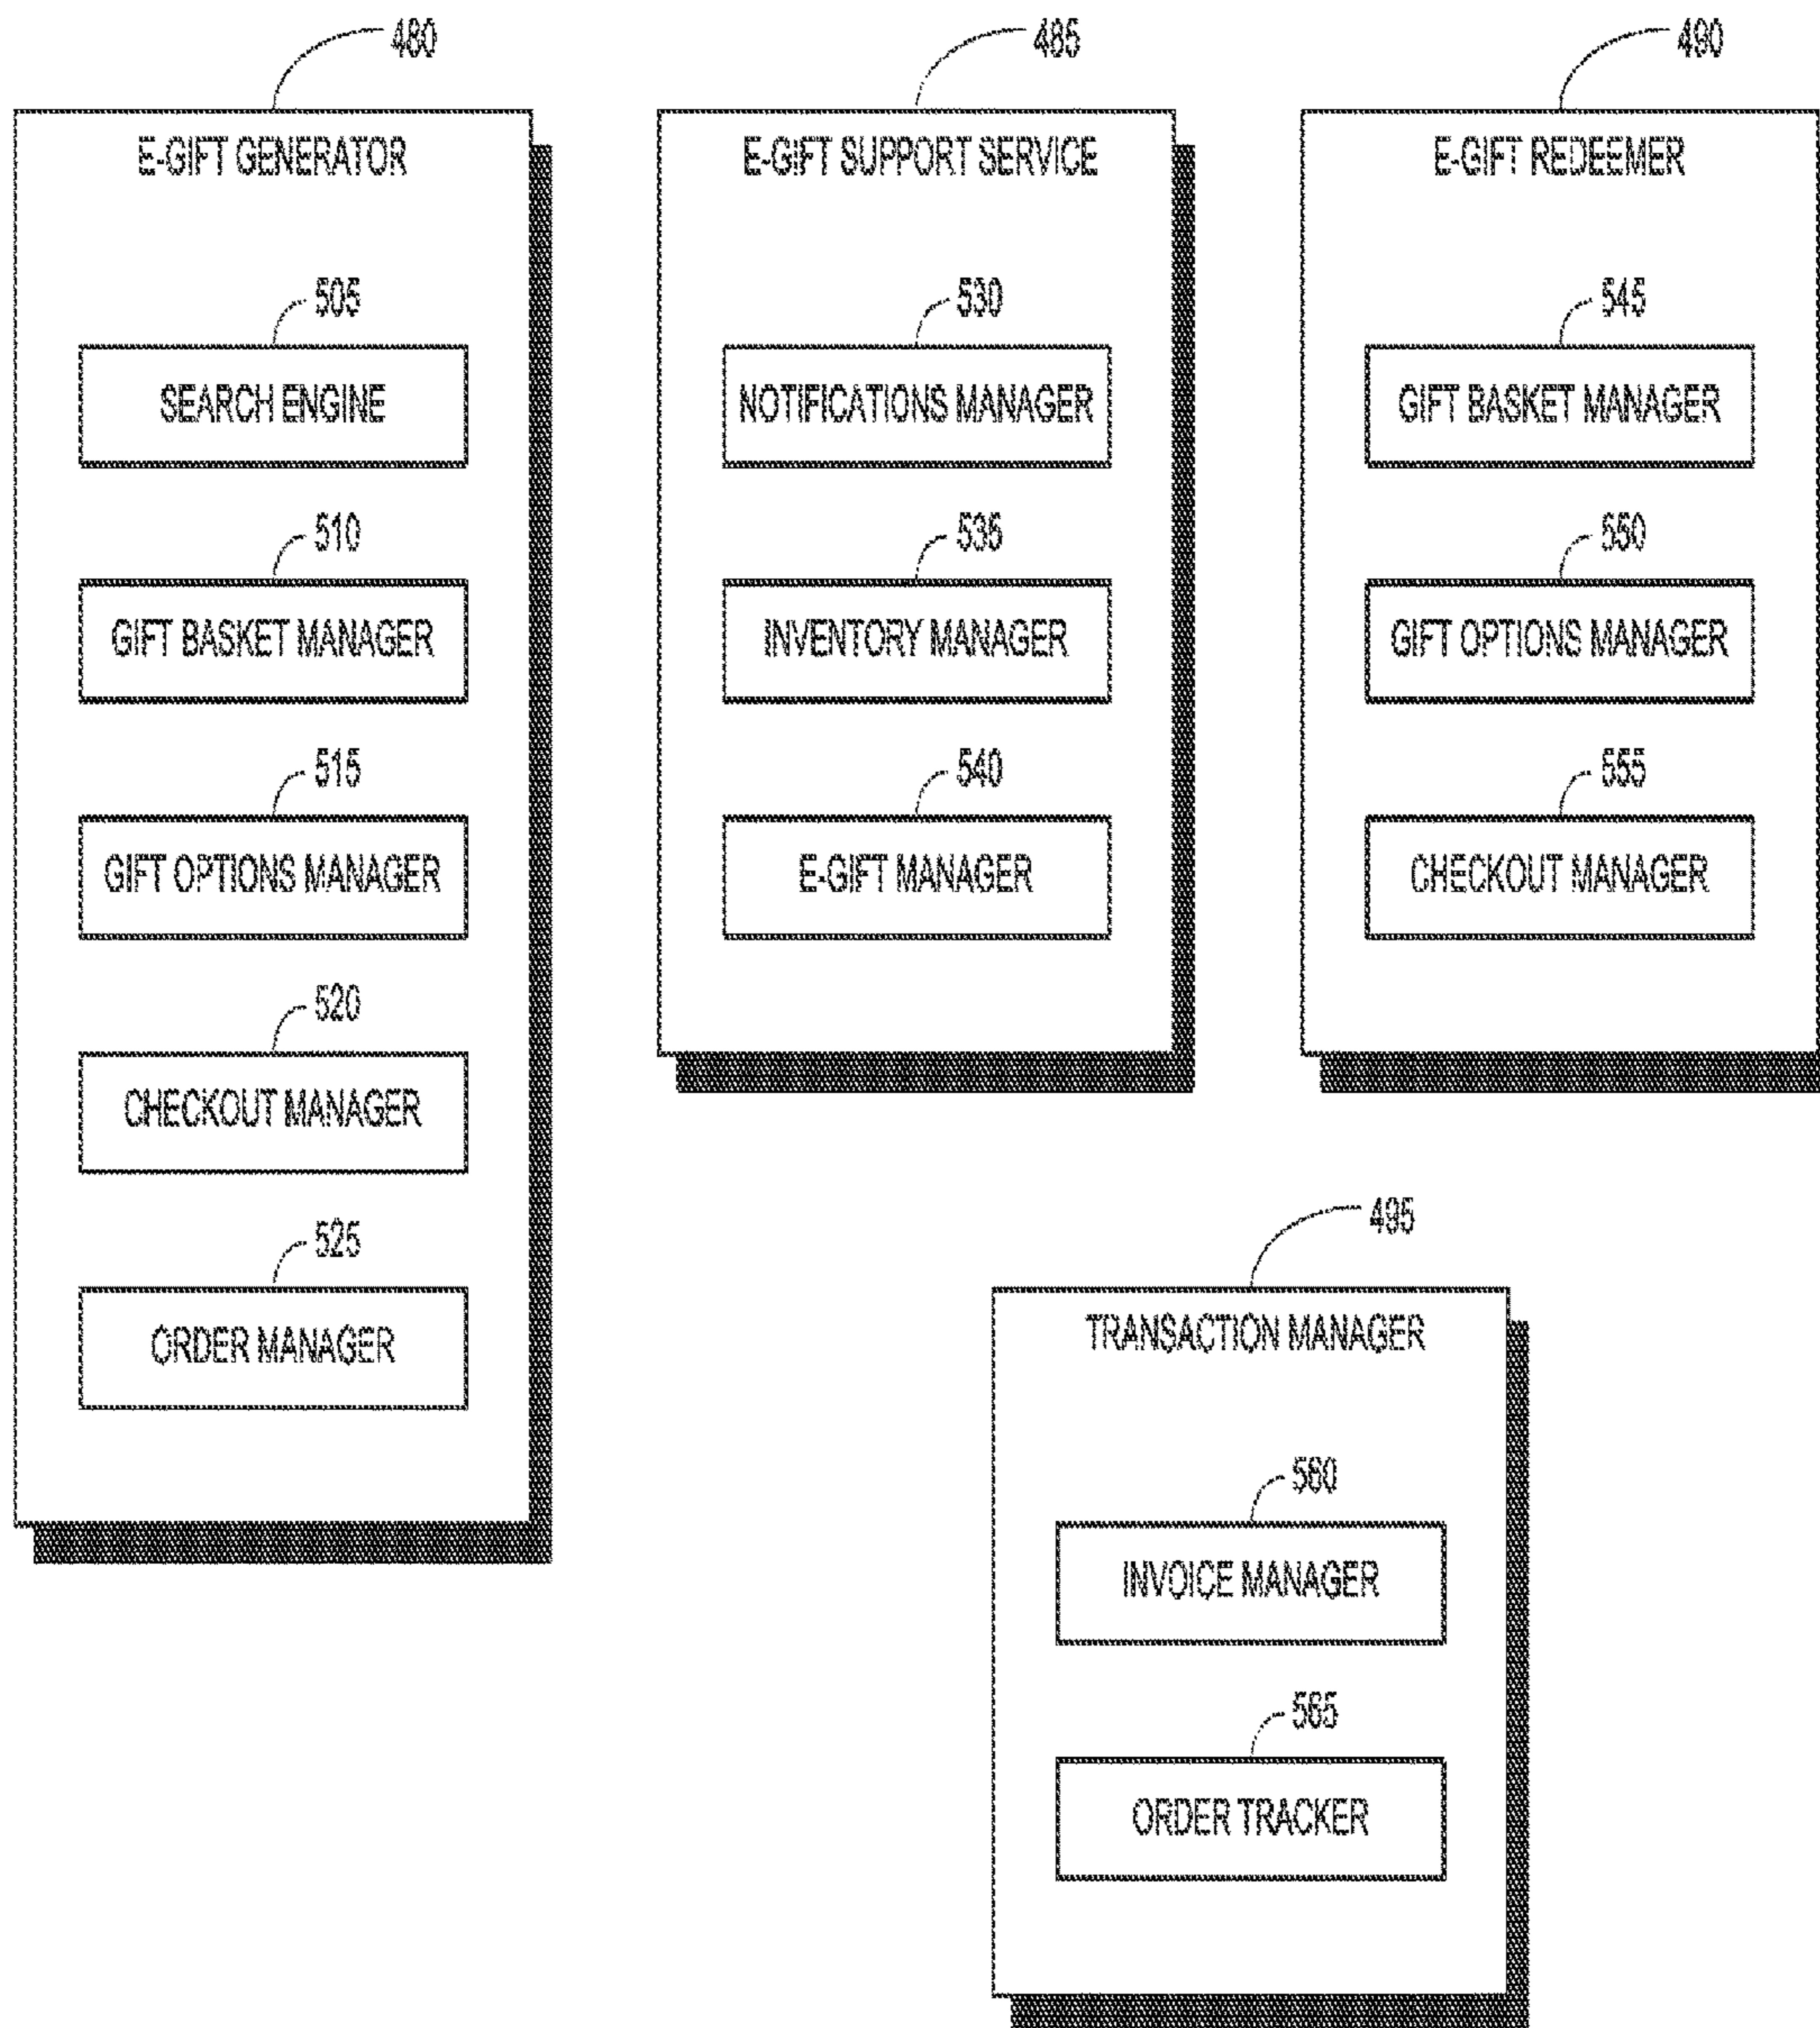 480
E-GIFT GENERATOR
505
SEARCH ENGINE
510
GIFT BASKET MANAGER
515
GIFT OPTIONS MANAGER
520
CHECKOUT MANAGER
525
ORDER MANAGER
485
E-GIFT SUPPORT SERVICE
530
NOTIFICATIONS MANAGER
535
INVENTORY MANAGER
540
E-GIFT MANAGER
490
E-GIFT REDEEMER
545
GIFT BASKET MANAGER
550
GIFT OPTIONS MANAGER
555
CHECKOUT MANAGER
495
TRANSACTION MANAGER
560
INVOICE MANAGER
565
ORDER TRACKER